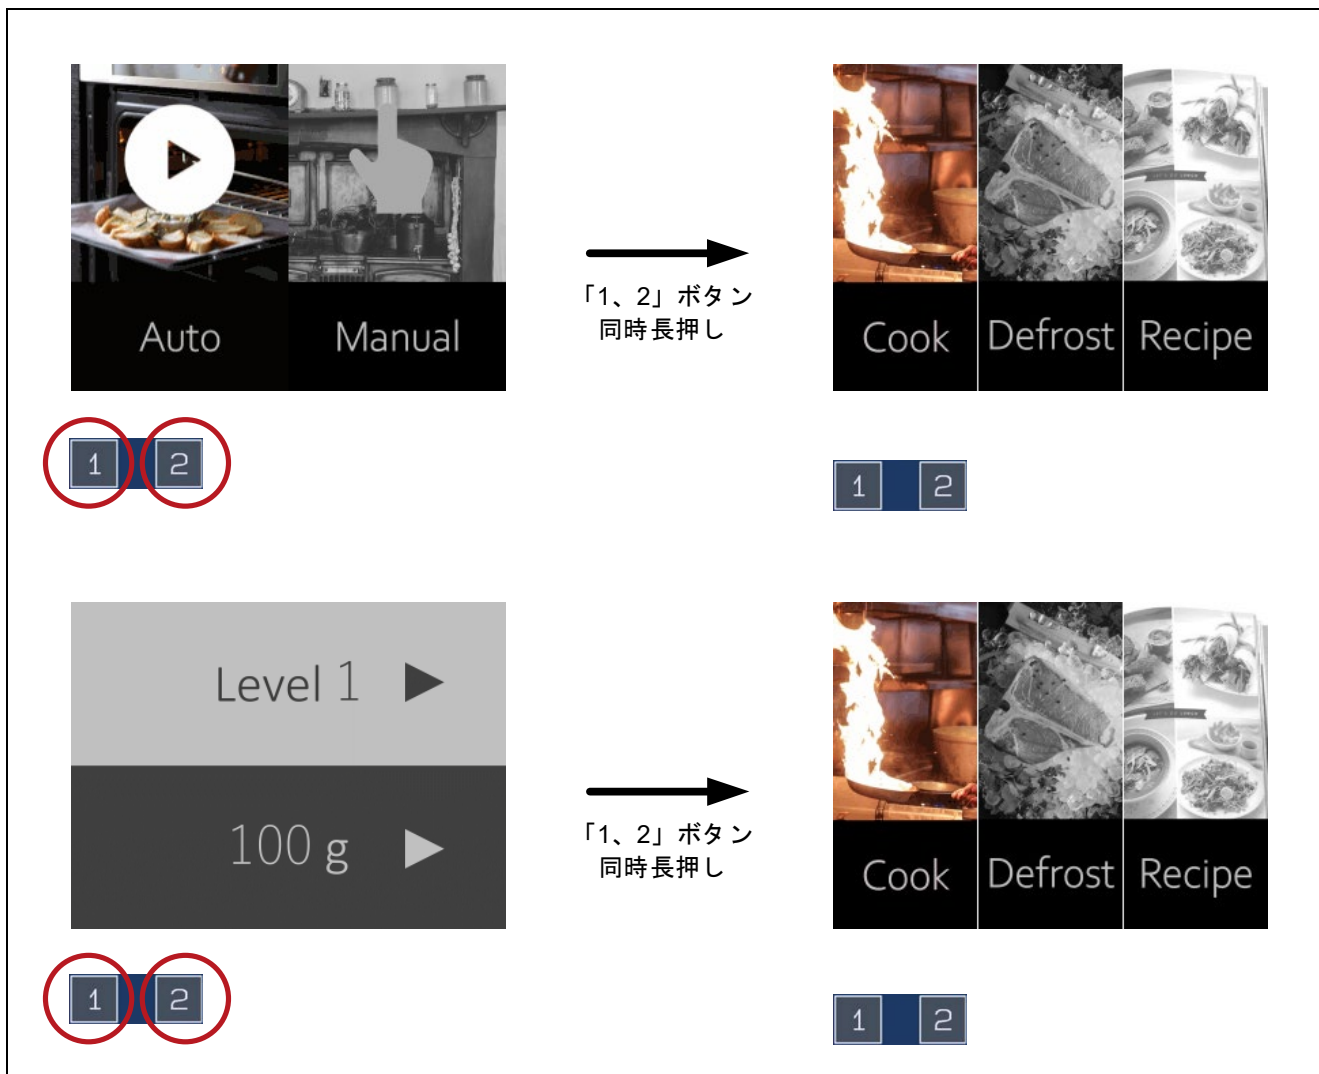 Auto
Manual
「1、2」ボタン
同時長押し
Cook
Defrost
Recipe
1
2
1
2
Level 1
100 g
「1、2」ボタン
同時長押し
Cook
Defrost
Recipe
1
2
1
2